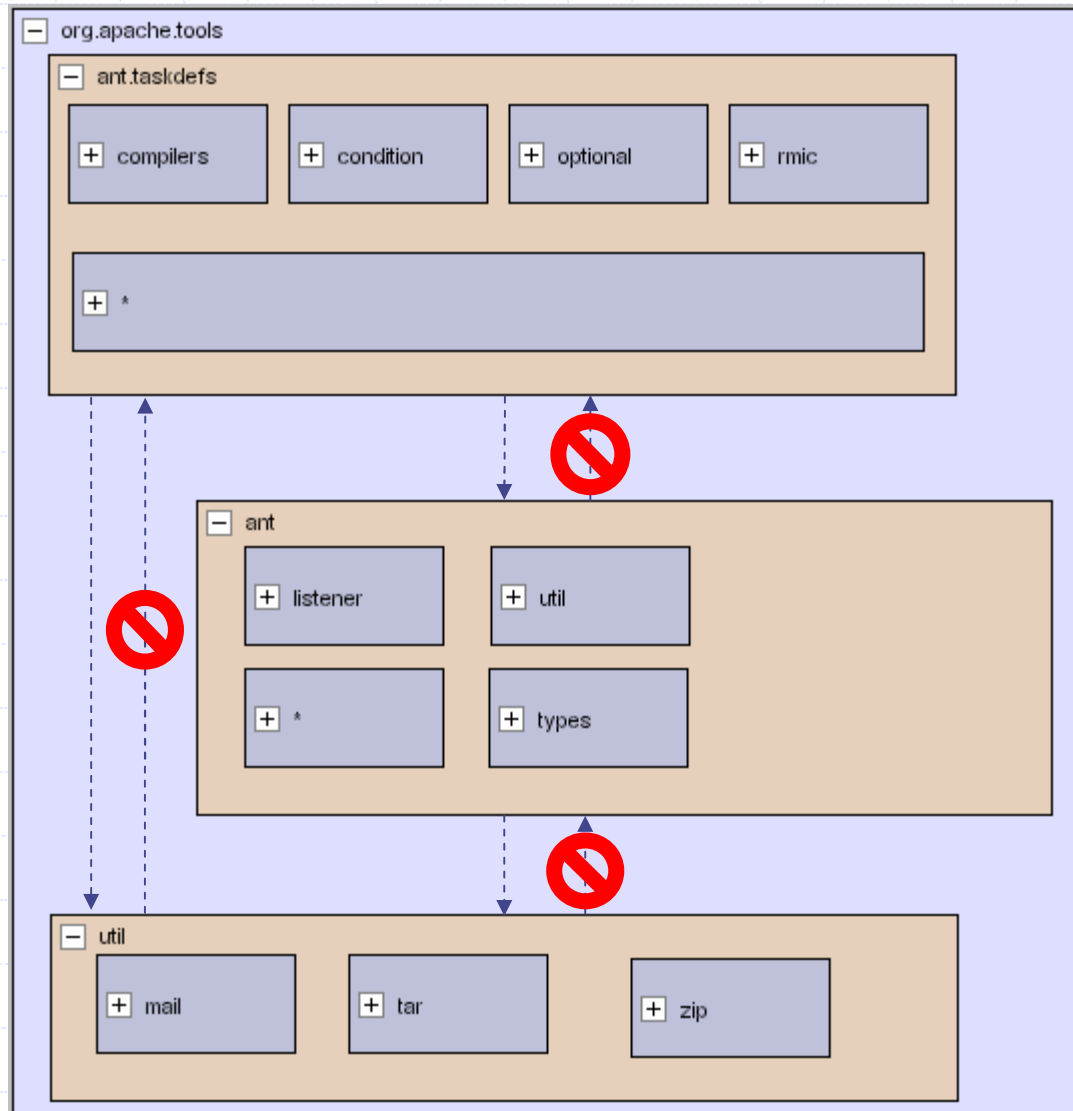 org.apache.tools
ant.taskdefs
compilers
condition
optional
rmic
*
ant
listener
util
*
types
util
mail
tar
zip